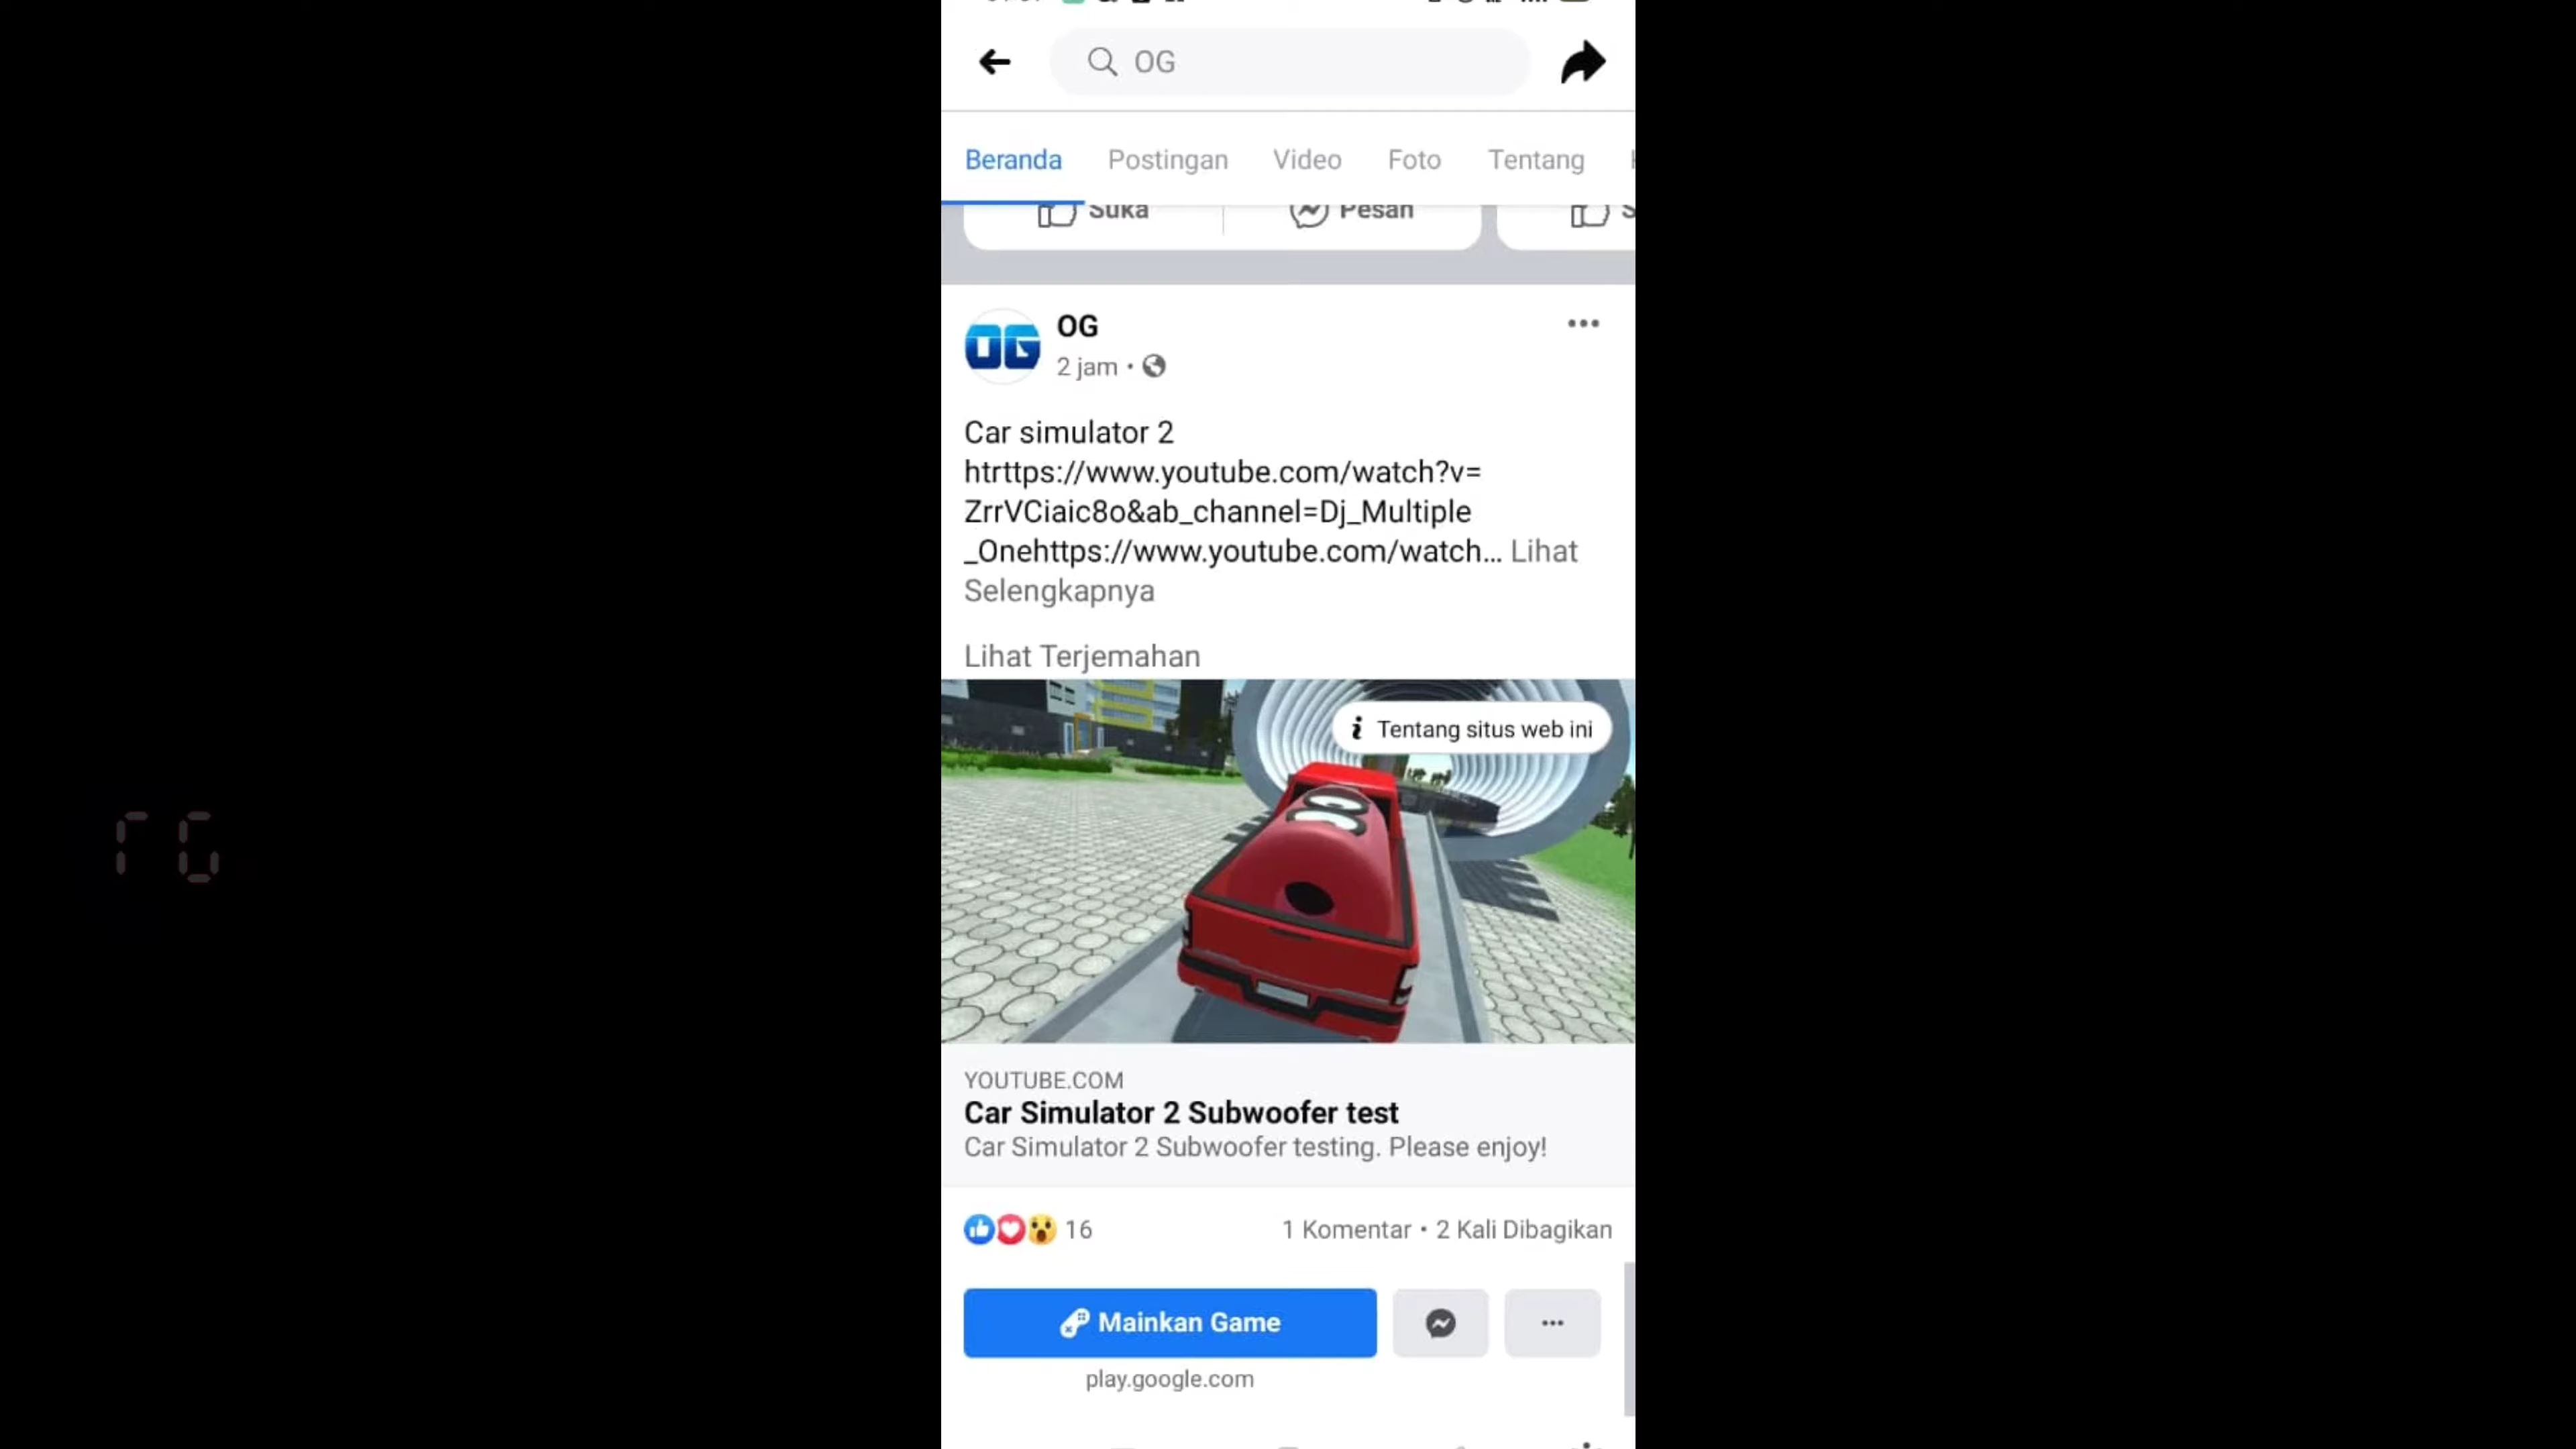 OG
Beranda Postingan Video Foto Tentang
Suka Pesan
OG
OG
2 jam •
Car simulator 2
htrttps://www.youtube.com/watch?v=
ZrrVCiaic8o&ab_channel=Dj_Multiple
_Onehttps://www.youtube.com/watch... Lihat
Selengkapnya
Lihat Terjemahan
Tentang situs web ini
YOUTUBE.COM
Car Simulator 2 Subwoofer test
Car Simulator 2 Subwoofer testing. Please enjoy!
16
1 Komentar • 2 Kali Dibagikan
Mainkan Game
play.google.com